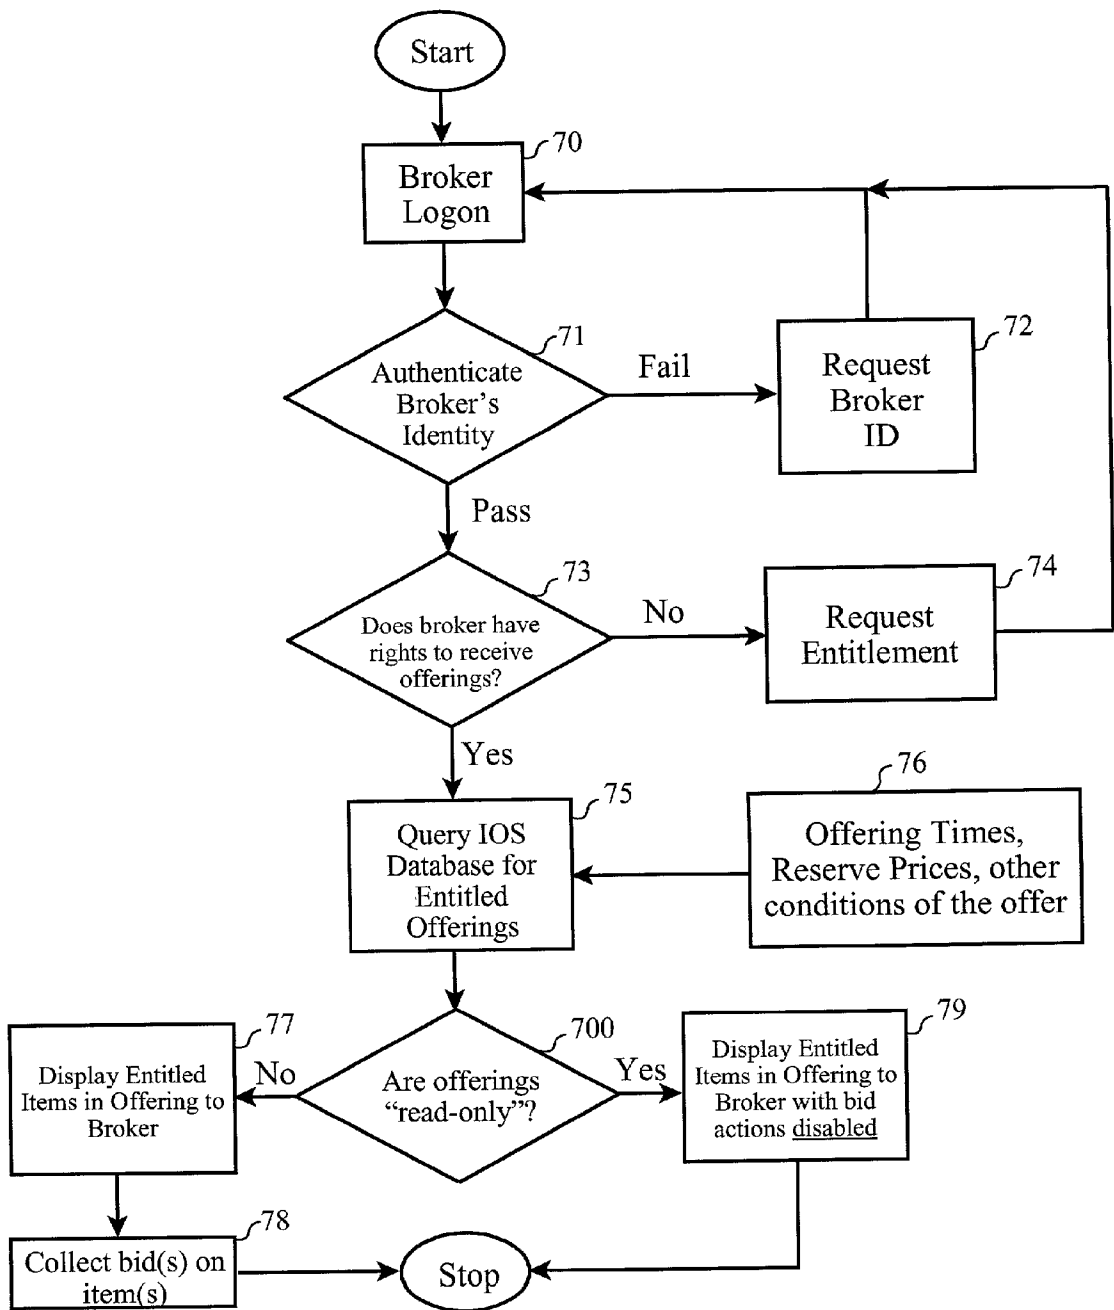 Start
70
Broker
Logon
71
Authenticate
Broker's
Identity
Fail
72
Request
Broker
ID
Pass
73
Does broker have
rights to receive
offerings?
No
74
Request
Entitlement
Yes
75
Query IOS
Database for
Entitled
Offerings
76
Offering Times,
Reserve Prices, other
conditions of the offer
77
Display Entitled
Items in Offering to
Broker
No
700
Are offerings
“read-only”?
Yes
79
Display Entitled
Items in Offering to
Broker with bid
actions disabled
78
Collect bid(s) on
item(s)
Stop